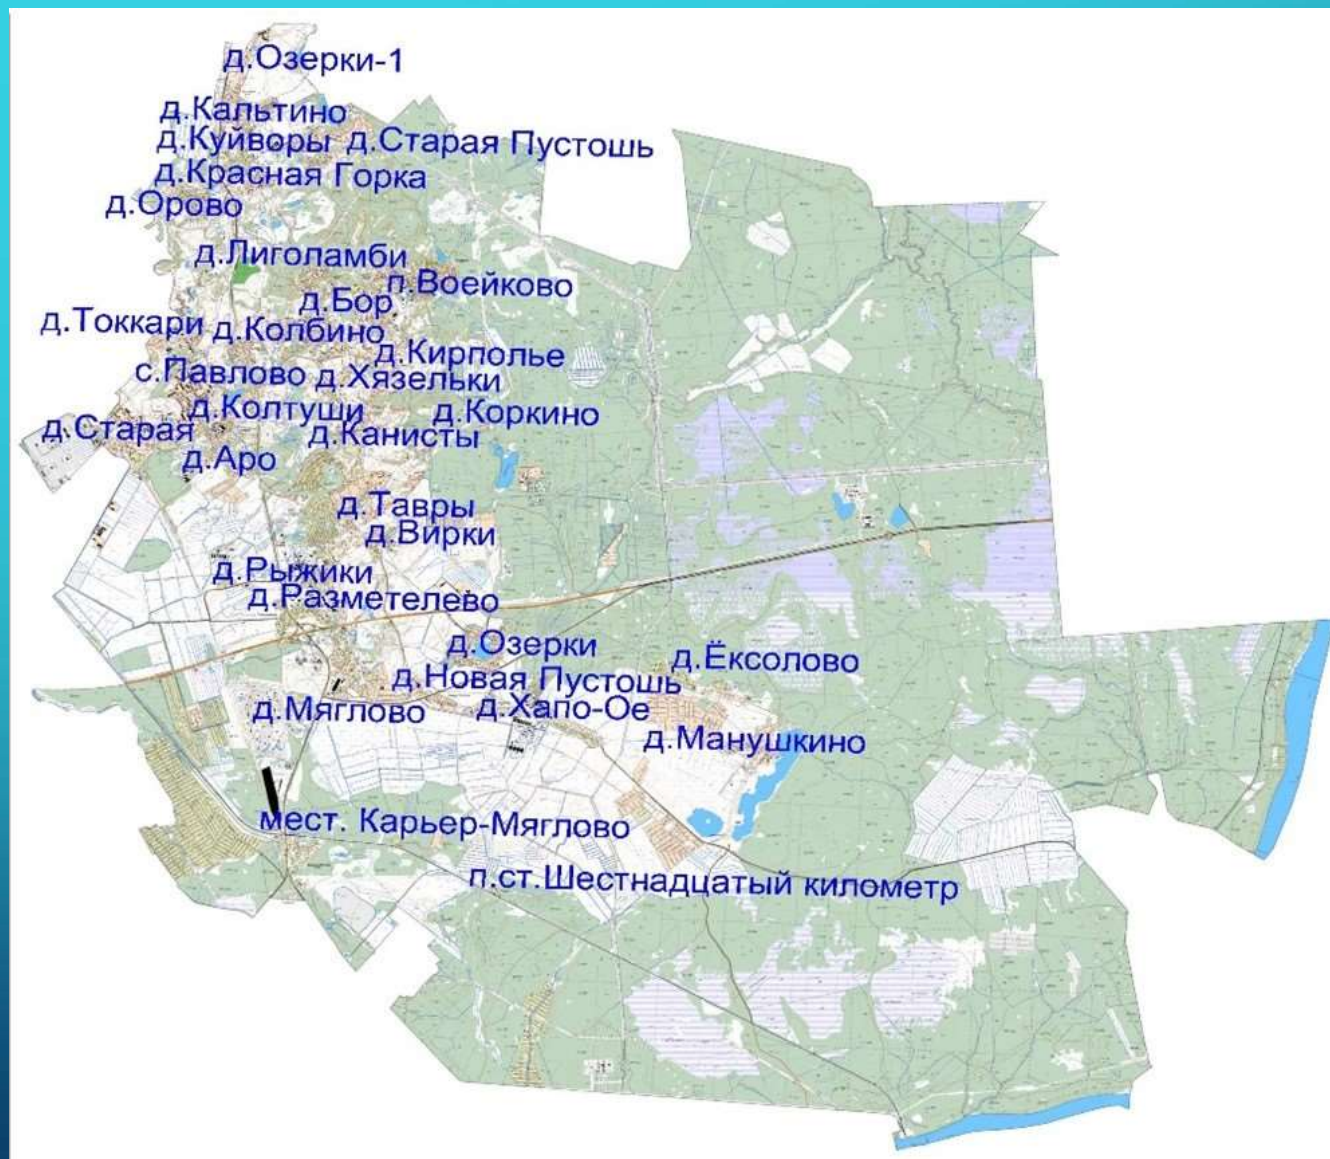 д.Озерки-1
д.Кальтино
д.Куйворы д.Старая Пустошь
д.Красная Горка
д.Орово
д.Лиголамби
п.Воейково
д.Бор
д.Токкари д.Колбино
д.Кирполье
с.Павлово д.Хязельки
д.Колтуши д.Коркино
д.Старая д.Канисты
д.Аро
д.Тавры
д.Вирки
д.Рыжики
д.Разметелево
д.Озерки
д.Ёксолово
д.Новая Пустошь
д.Мяглово д.Хапо-Ое
д.Манушкино
мест. Карьер-Мяглово
п.ст.Шестнадцатый километр